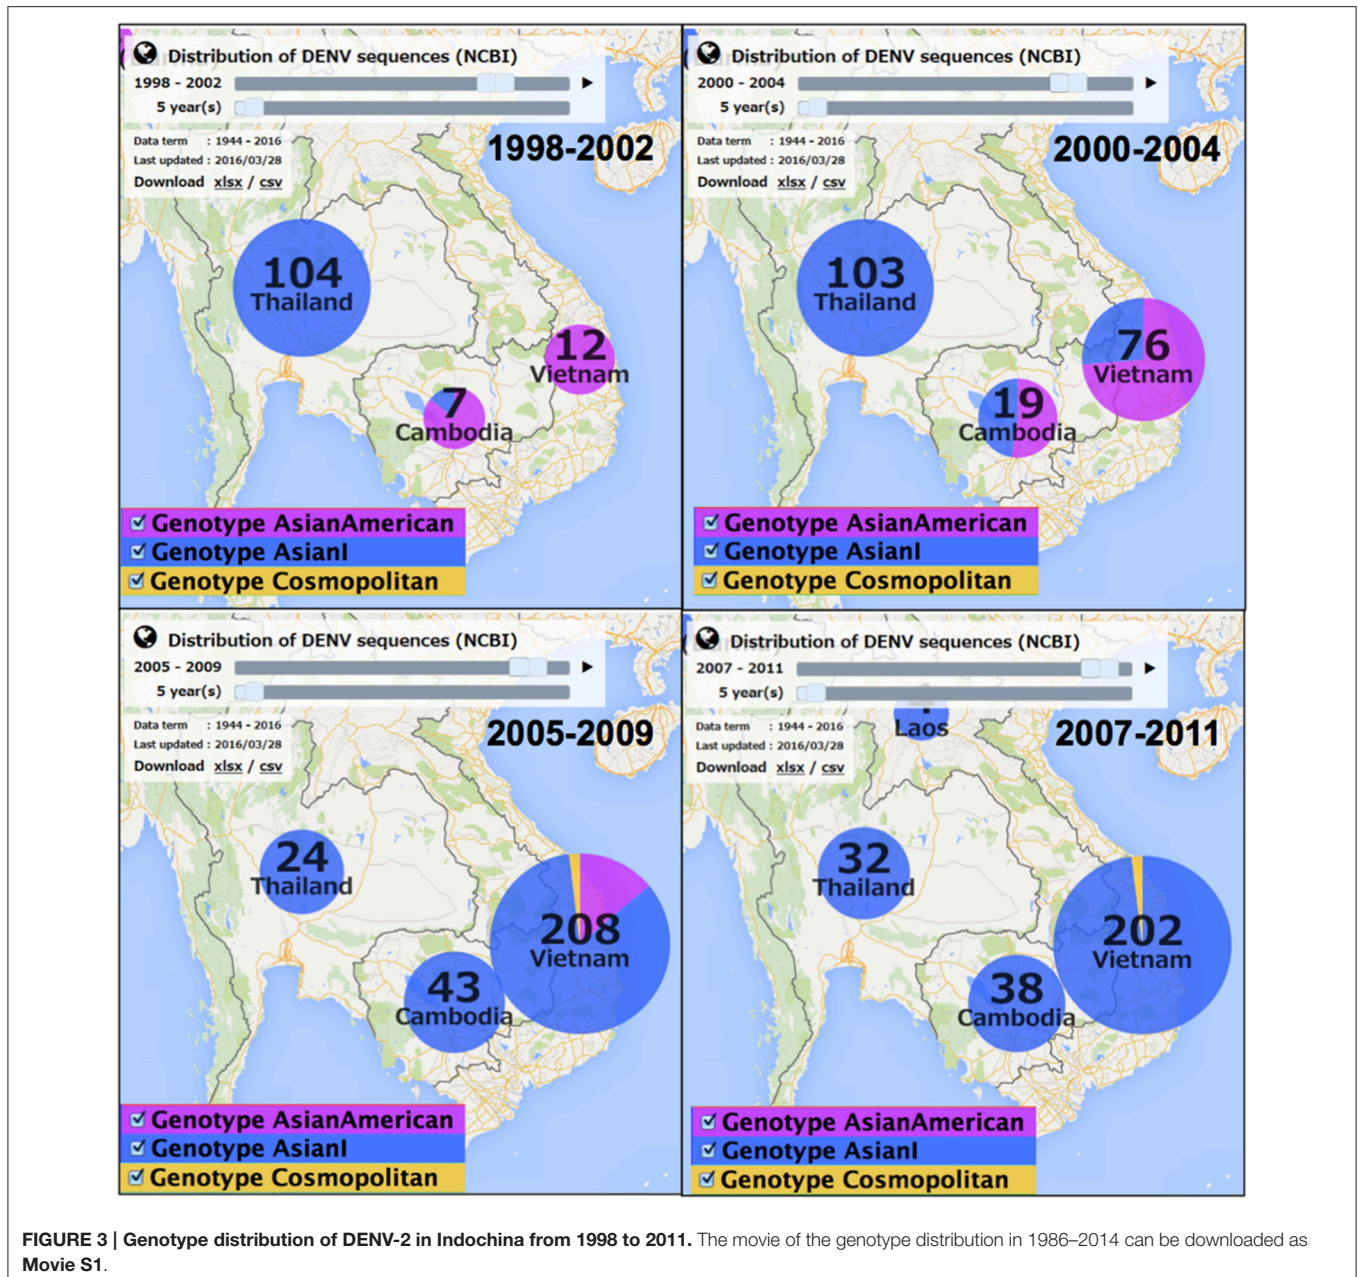 Distribution of DENV sequences (NCBI)
1998 - 2002
5 year(s)
Data term : 1944 - 2016
Last updated : 2016/03/28
Download xlsx / csv
1998-2002
104
Thailand
12
Vietnam
7
Cambodia
Genotype AsianAmerican
Genotype AsianI
Genotype Cosmopolitan
Distribution of DENV sequences (NCBI)
2000 - 2004
5 year(s)
Data term : 1944 - 2016
Last updated : 2016/03/28
Download xlsx / csv
2000-2004
103
Thailand
76
Vietnam
19
Cambodia
Genotype AsianAmerican
Genotype AsianI
Genotype Cosmopolitan
Distribution of DENV sequences (NCBI)
2005 - 2009
5 year(s)
Data term : 1944 - 2016
Last updated : 2016/03/28
Download xlsx / csv
2005-2009
24
Thailand
208
Vietnam
43
Cambodia
Genotype AsianAmerican
Genotype AsianI
Genotype Cosmopolitan
Distribution of DENV sequences (NCBI)
2007 - 2011
5 year(s)
Data term : 1944 - 2016
Last updated : 2016/03/28
Download xlsx / csv
Laos
2007-2011
32
Thailand
202
Vietnam
38
Cambodia
Genotype AsianAmerican
Genotype AsianI
Genotype Cosmopolitan
FIGURE 3 | Genotype distribution of DENV-2 in Indochina from 1998 to 2011. The movie of the genotype distribution in 1986–2014 can be downloaded as
Movie S1.